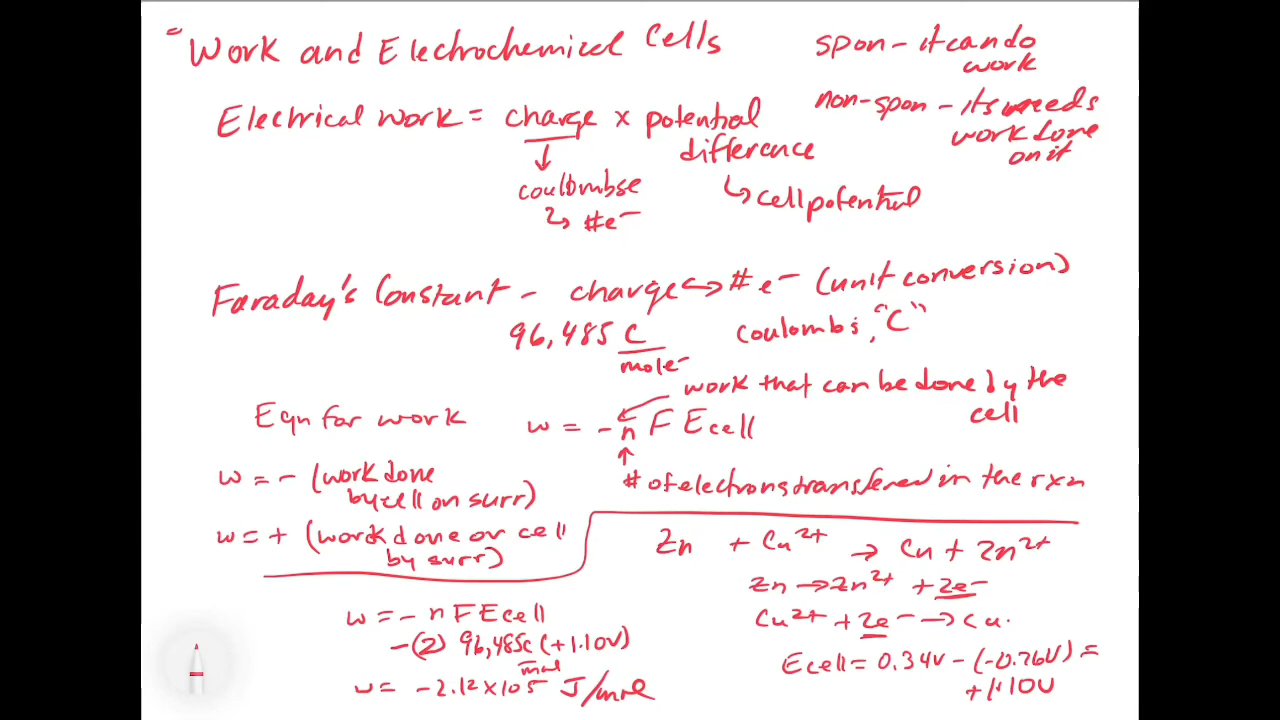 Work and Electrochemical Cells
spon - it can do
work
non-spon - its needs
work done
on it
Electrical work = charge x potential
difference
coulombse
↳ #e⁻
↳ cell potential
Faraday's Constant - charge ↔ #e⁻ (unit conversion)
96,485 C
mole⁻
coulombs, "C"
work that can be done by the
cell
Eqn for work
w = -n F Ecell
# of electrons transferred in the rxn
w = - (work done
by cell on surr)
w = + (work done on cell
by surr)
Zn + Cu²⁺ → Cu + Zn²⁺
Zn → Zn²⁺ + 2e⁻
Cu²⁺ + 2e⁻ → Cu.
Ecell = 0.34V - (-0.76V) =
+1.10V
w = - n F Ecell
-(2) 96,485C (+1.10V)
mol
w = -2.12 x 10⁵ J/mole